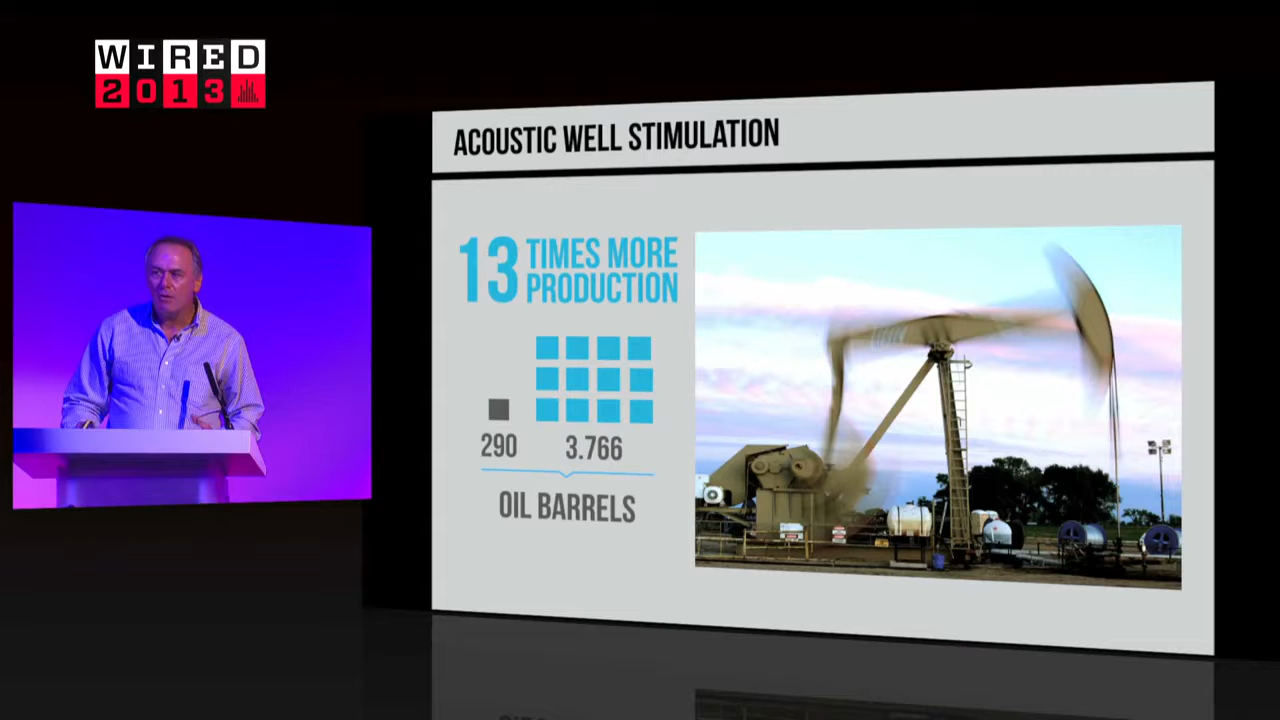 WIRED
2013
ACOUSTIC WELL STIMULATION
13 TIMES MORE
PRODUCTION
290
3.766
OIL BARRELS